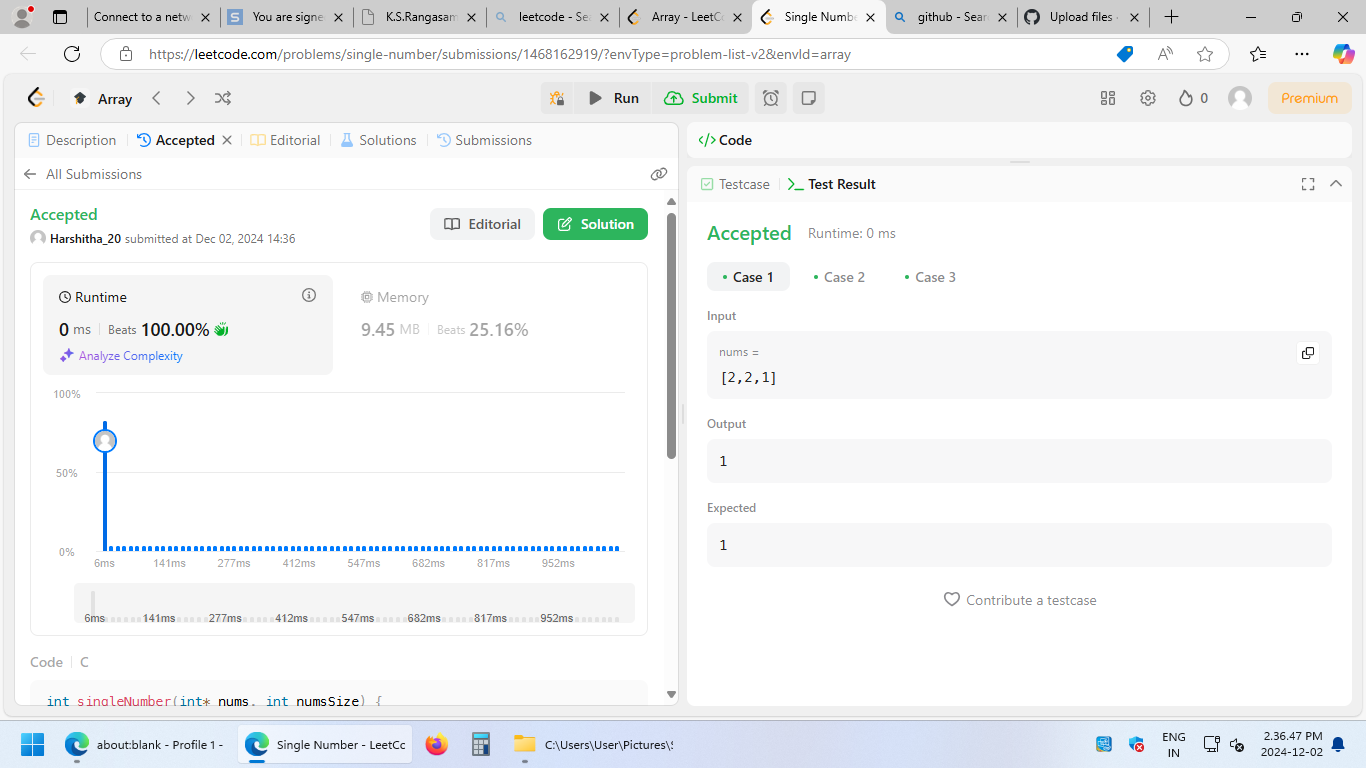 Connect to a netw
You are signe
K.S.Rangasam
leetcode - Sea
Array - LeetCo
Single Numbe
github - Sear
Upload files ·
https://leetcode.com/problems/single-number/submissions/1468162919/?envType=problem-list-v2&envId=array
Array
Run
Submit
0
Premium
Description
Accepted
Editorial
Solutions
Submissions
All Submissions
Accepted
Harshitha_20 submitted at Dec 02, 2024 14:36
Editorial
Solution
Runtime
0 ms
Beats 100.00%
Analyze Complexity
Memory
9.45 MB
Beats 25.16%
100%
50%
0%
6ms 141ms 277ms 412ms 547ms 682ms 817ms 952ms
6ms 141ms 277ms 412ms 547ms 682ms 817ms 952ms
Code C
int singleNumber(int* nums, int numsSize) {
</> Code
Testcase
Test Result
Accepted Runtime: 0 ms
Case 1
Case 2
Case 3
Input
nums =
[2,2,1]
Output
1
Expected
1
Contribute a testcase
about:blank - Profile 1 -
Single Number - LeetCc
C:\Users\User\Pictures\S
ENG
IN
2.36.47 PM
2024-12-02